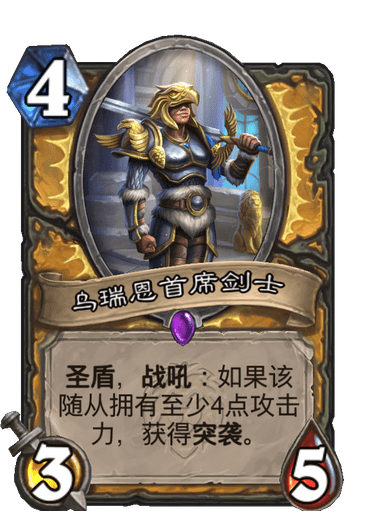 4
乌瑞恩首席剑士
圣盾，战吼：如果该
随从拥有至少4点攻击
力，获得突袭。
3
5